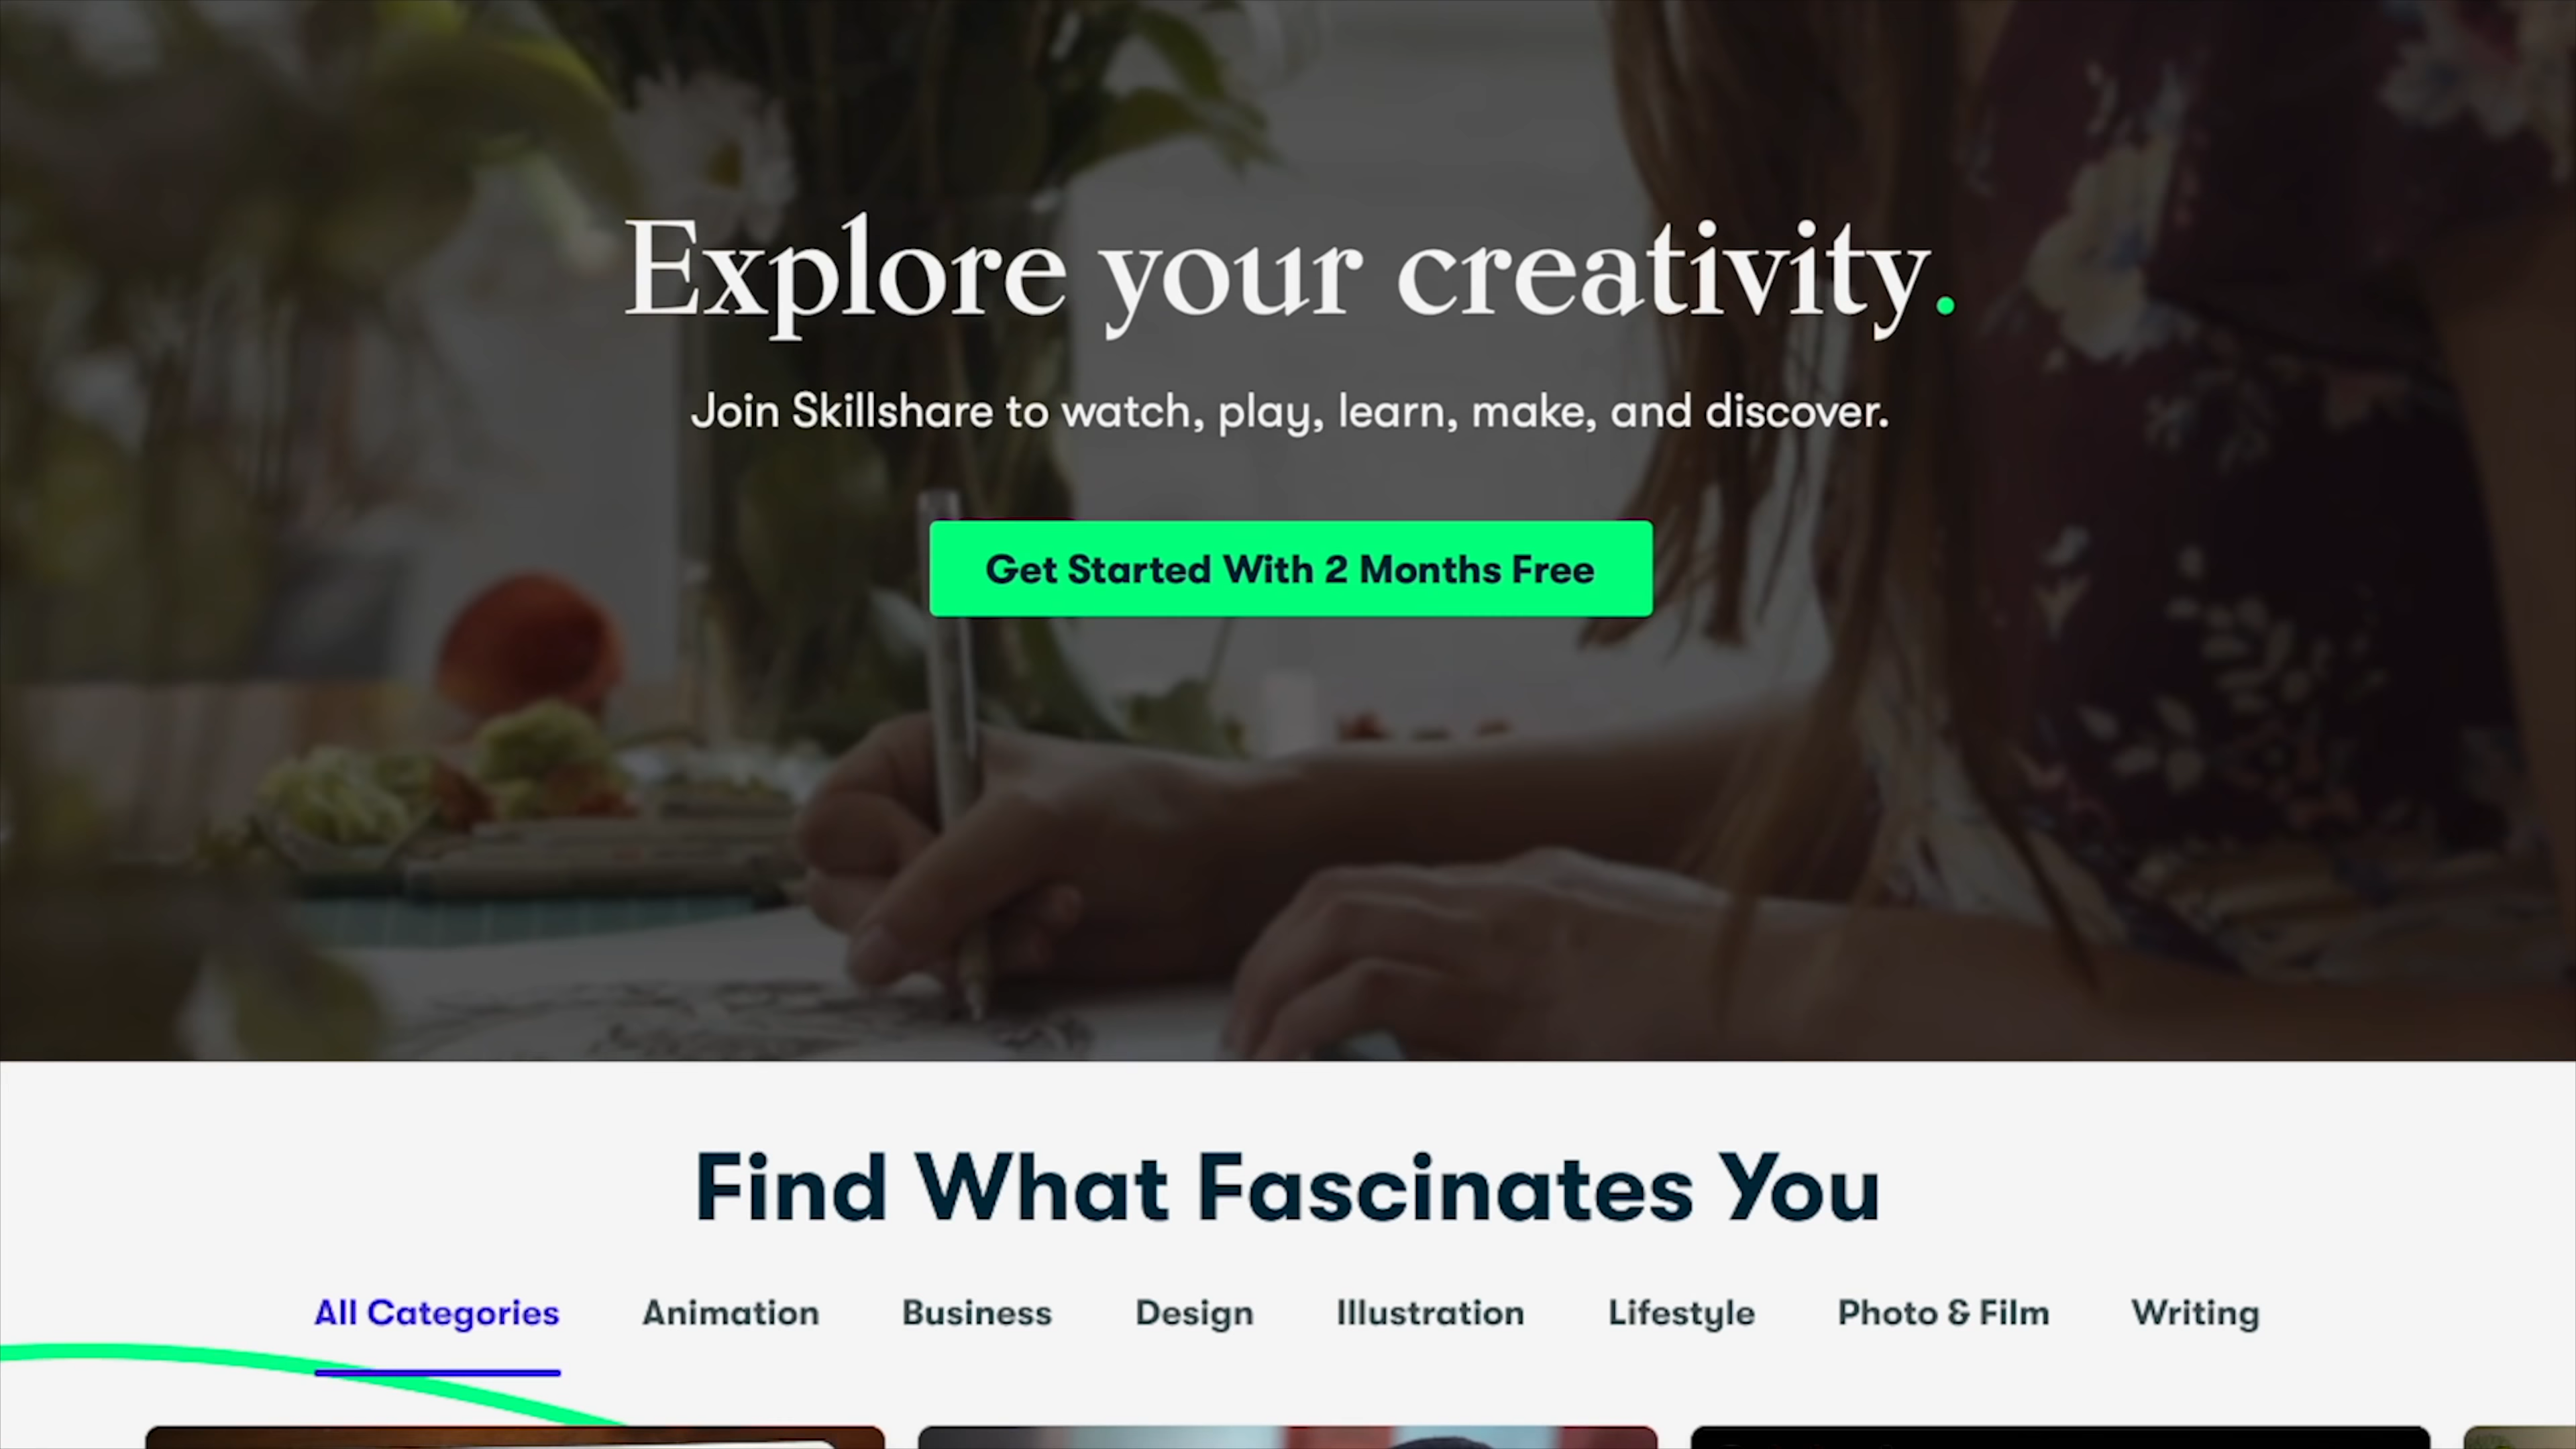 Explore your creativity.
Join Skillshare to watch, play, learn, make, and discover.
Get Started With 2 Months Free
Find What Fascinates You
All Categories
Animation
Business
Design
Illustration
Lifestyle
Photo & Film
Writing